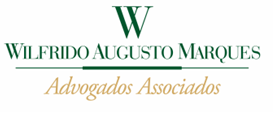 W
WILFRIDO AUGUSTO MARQUES
Advogados Associados